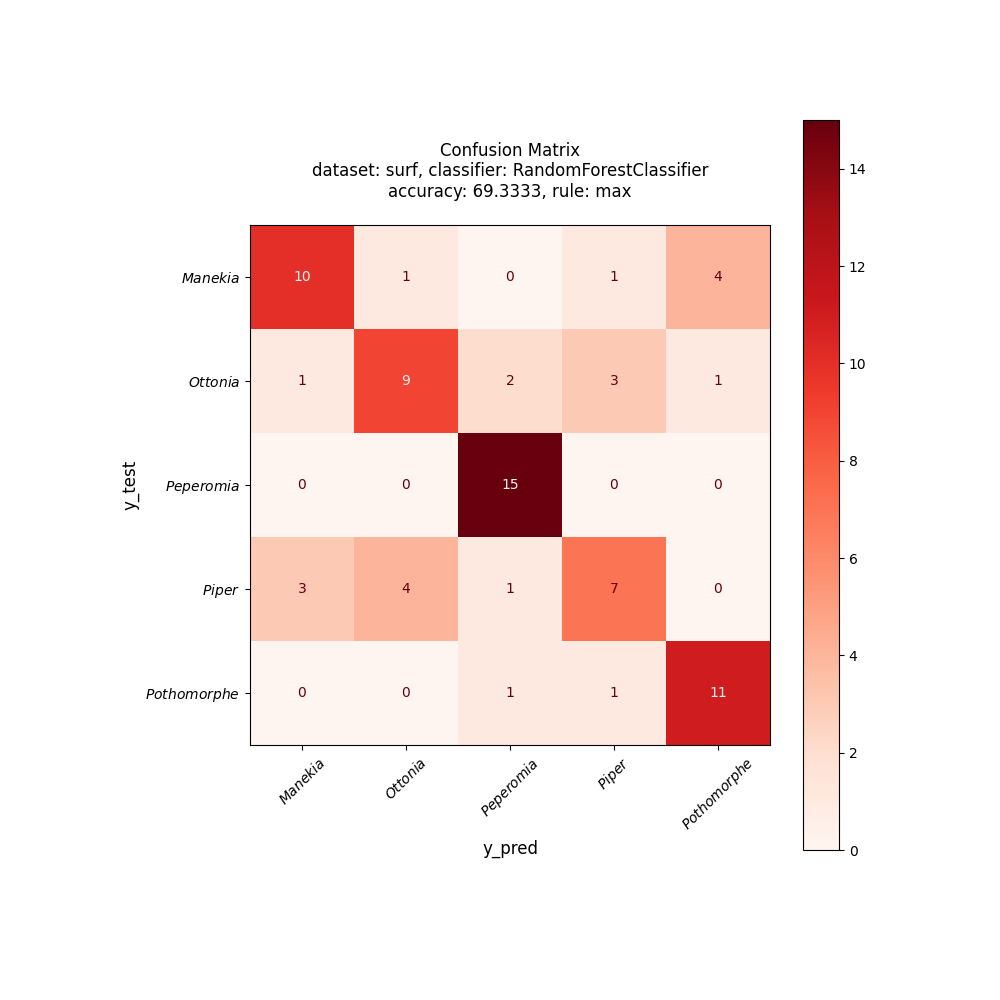 Confusion Matrix
dataset: surf, classifier: RandomForestClassifier
accuracy: 69.3333, rule: max
y_test
Manekia 10 1 0 1 4
Ottonia 1 9 2 3 1
Peperomia 0 0 15 0 0
Piper 3 4 1 7 0
Pothomorphe 0 0 1 1 11
Manekia Ottonia Peperomia Piper Pothomorphe
y_pred
14
12
10
8
6
4
2
0